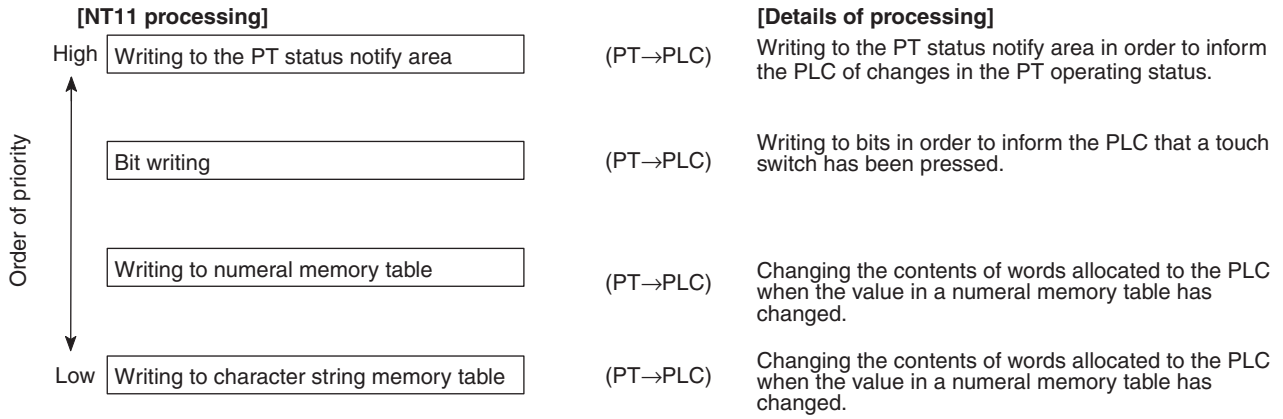 [NT11 processing] [Details of processing]
High Writing to the PT status notify area (PT→PLC) Writing to the PT status notify area in order to inform
the PLC of changes in the PT operating status.
Order of priority
Bit writing (PT→PLC) Writing to bits in order to inform the PLC that a touch
switch has been pressed.
Writing to numeral memory table (PT→PLC) Changing the contents of words allocated to the PLC
when the value in a numeral memory table has
changed.
Low Writing to character string memory table (PT→PLC) Changing the contents of words allocated to the PLC
when the value in a numeral memory table has
changed.